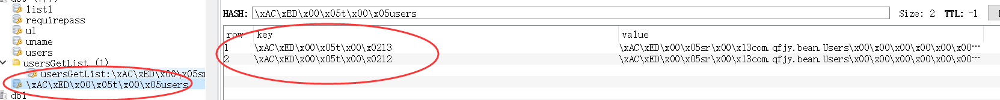 list1
requirepass
u1
uname
users
usersGetList (1)
usersGetList:\xAC\xED\x00\x05sr
\xAC\xED\x00\x05t\x00\x05users
db1
HASH: \xAC\xED\x00\x05t\x00\x05users Size: 2 TTL: -1
row key value
1 \xAC\xED\x00\x05t\x00\x0213 \xAC\xED\x00\x05sr\x00\x13com.qfjy.bean.Users\x00\x00\x00\x00\x00\x00···
2 \xAC\xED\x00\x05t\x00\x0212 \xAC\xED\x00\x05sr\x00\x13com.qfjy.bean.Users\x00\x00\x00\x00\x00\x00···